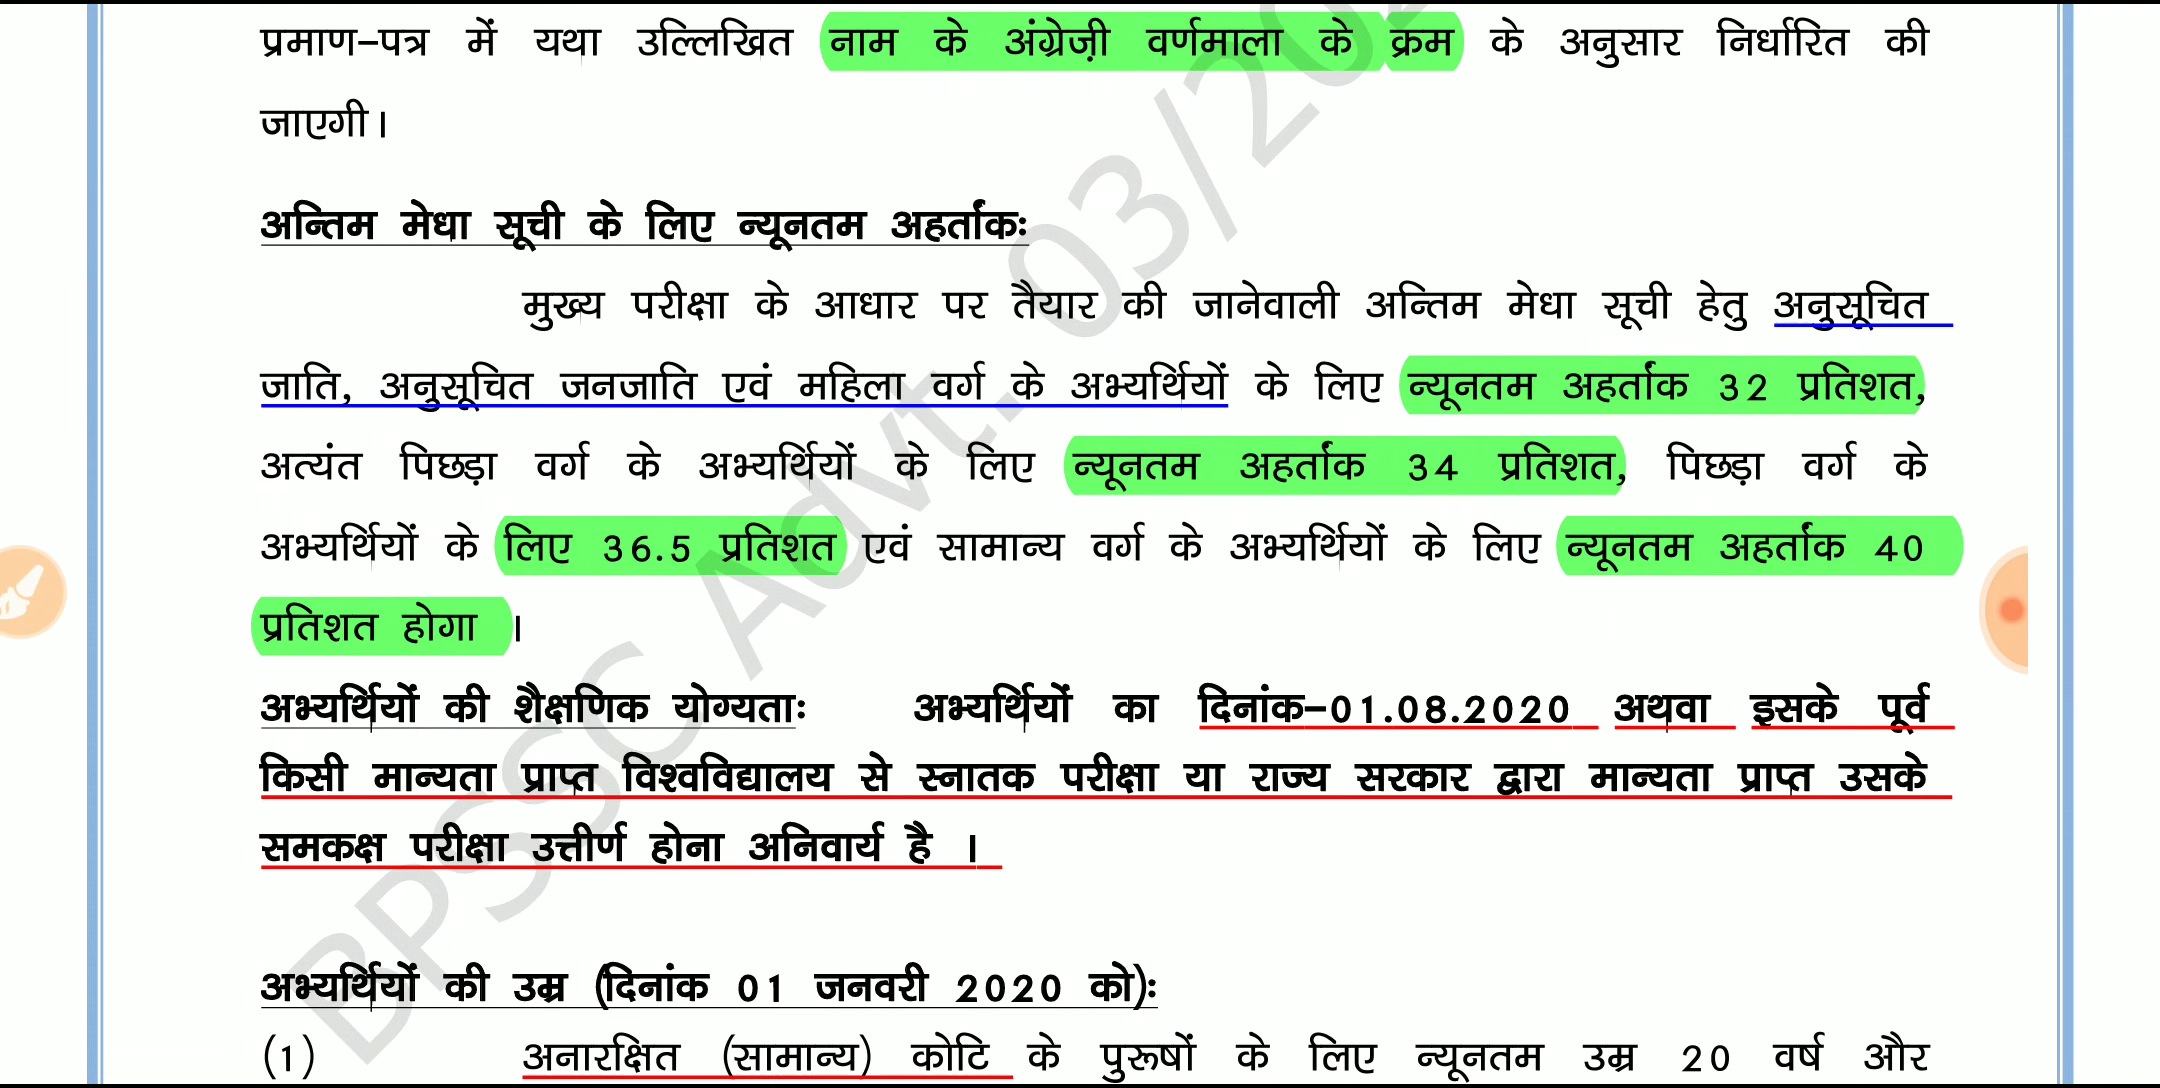 प्रमाण–पत्र में यथा उल्लिखित नाम के अंग्रेज़ी वर्णमाला के क्रम के अनुसार निर्धारित की
जाएगी।
अन्तिम मेधा सूची के लिए न्यूनतम अहर्तांकः
मुख्य परीक्षा के आधार पर तैयार की जानेवाली अन्तिम मेधा सूची हेतु अनुसूचित
जाति, अनुसूचित जनजाति एवं महिला वर्ग के अभ्यर्थियों के लिए न्यूनतम अहर्तांक 32 प्रतिशत,
अत्यंत पिछड़ा वर्ग के अभ्यर्थियों के लिए न्यूनतम अहर्तांक 34 प्रतिशत, पिछड़ा वर्ग के
अभ्यर्थियों के लिए 36.5 प्रतिशत एवं सामान्य वर्ग के अभ्यर्थियों के लिए न्यूनतम अहर्तांक 40
प्रतिशत होगा ।
अभ्यर्थियों की शैक्षणिक योग्यताः अभ्यर्थियों का दिनांक–01.08.2020 अथवा इसके पूर्व
किसी मान्यता प्राप्त विश्वविद्यालय से स्नातक परीक्षा या राज्य सरकार द्वारा मान्यता प्राप्त उसके
समकक्ष परीक्षा उत्तीर्ण होना अनिवार्य है ।
अभ्यर्थियों की उम्र (दिनांक 01 जनवरी 2020 को)ः
(1) अनारक्षित (सामान्य) कोटि के पुरूषों के लिए न्यूनतम उम्र 20 वर्ष और
BPSSC Advt. 03/20